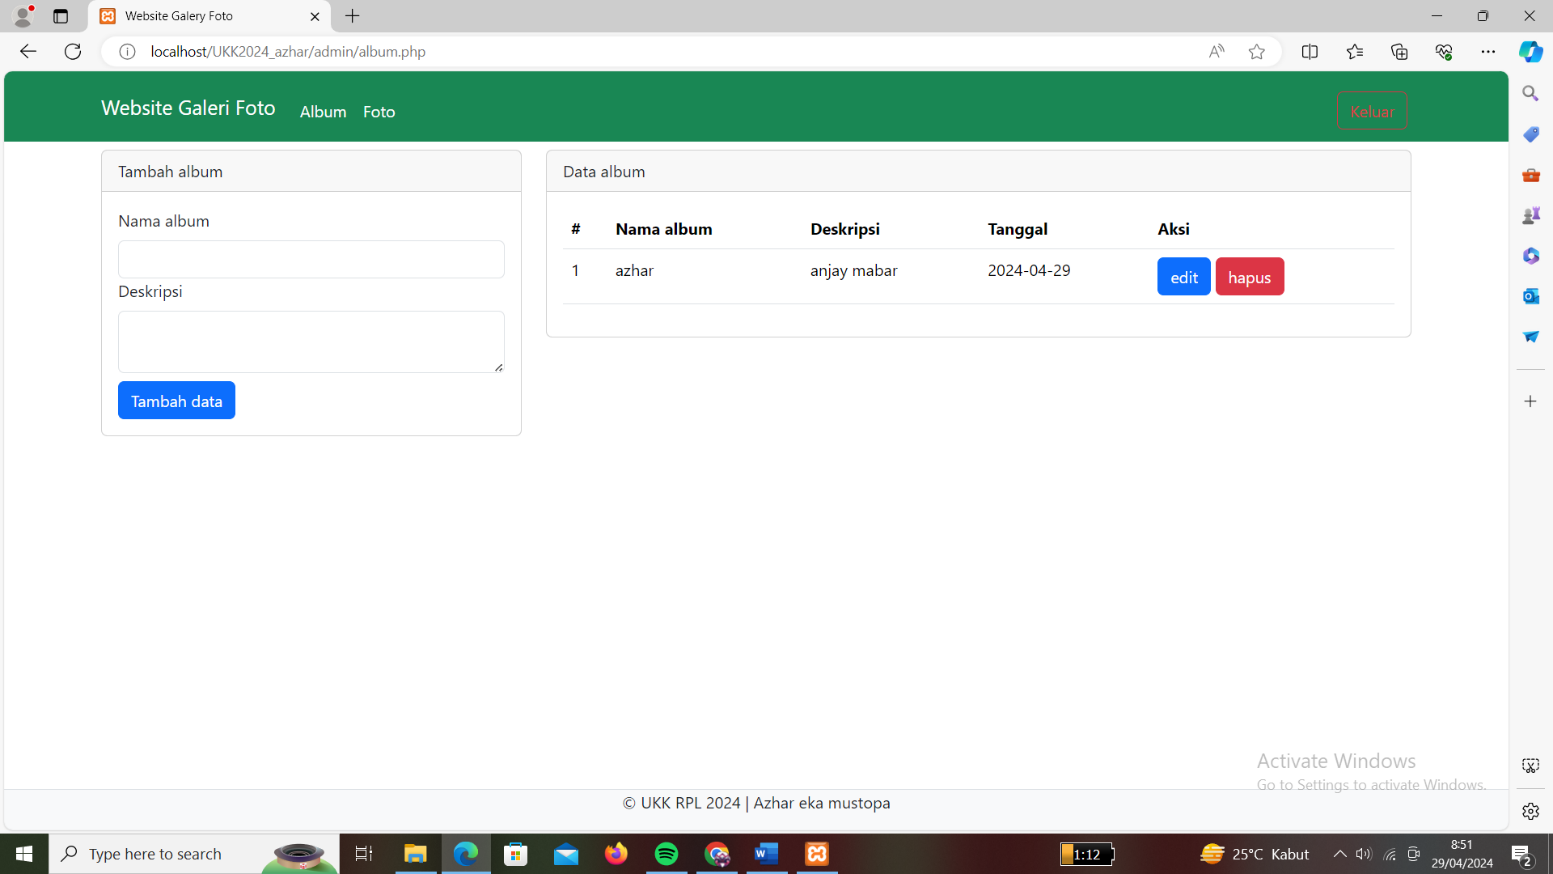 Website Galery Foto
localhost/UKK2024_azhar/admin/album.php
Website Galeri Foto Album Foto Keluar
Tambah album
Nama album
Deskripsi
Tambah data
Data album
# Nama album Deskripsi Tanggal Aksi
1 azhar anjay mabar 2024-04-29 edit hapus
Activate Windows
Go to Settings to activate Windows.
© UKK RPL 2024 | Azhar eka mustopa
Type here to search
1:12
25°C Kabut
8:51
29/04/2024
2